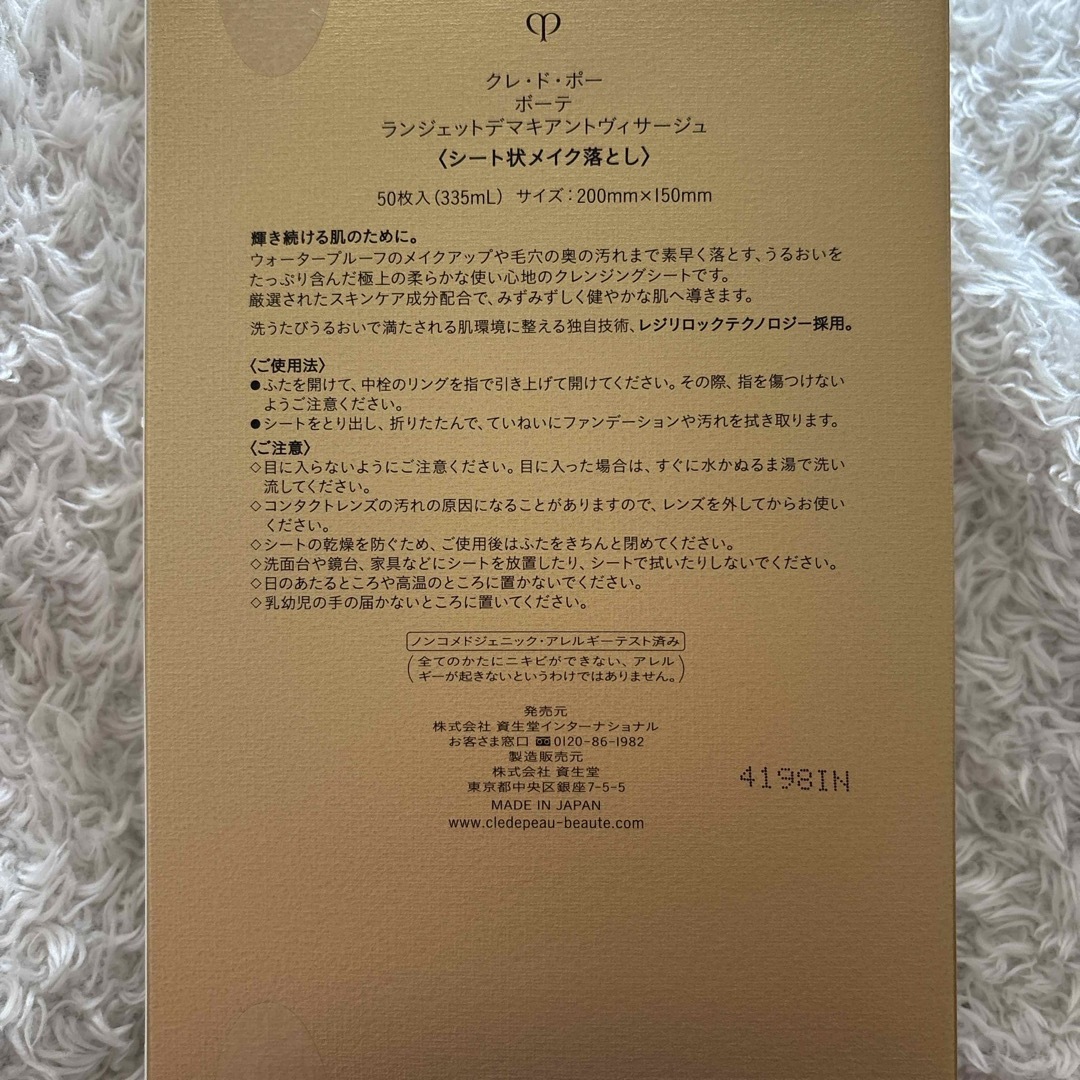 クレ・ド・ポー
ボーテ
ランジェットデマキアントヴィサージュ
〈シート状メイク落とし〉
50枚入(335mL) サイズ：200mm×150mm
輝き続ける肌のために。
ウォータープルーフのメイクアップや毛穴の奥の汚れまで素早く落とす、うるおいを
たっぷり含んだ極上の柔らかな使い心地のクレンジングシートです。
厳選されたスキンケア成分配合で、みずみずしく健やかな肌へ導きます。
洗うたびうるおいで満たされる肌環境に整える独自技術、レジリロックテクノロジー採用。
〈ご使用法〉
●ふたを開けて、中栓のリングを指で引き上げて開けてください。その際、指を傷つけない
ようご注意ください。
●シートをとり出し、折りたたんで、ていねいにファンデーションや汚れを拭き取ります。
〈ご注意〉
◇目に入らないようにご注意ください。目に入った場合は、すぐに水かぬるま湯で洗い
流してください。
◇コンタクトレンズの汚れの原因になることがありますので、レンズを外してからお使い
ください。
◇シートの乾燥を防ぐため、ご使用後はふたをきちんと閉めてください。
◇洗面台や鏡台、家具などにシートを放置したり、シートで拭いたりしないでください。
◇日のあたるところや高温のところに置かないでください。
◇乳幼児の手の届かないところに置いてください。
ノンコメドジェニック・アレルギーテスト済み
(全てのかたにニキビができない、アレル
ギーが起きないというわけではありません。)
発売元
株式会社 資生堂インターナショナル
お客さま窓口 0120-86-1982
製造販売元
株式会社 資生堂
東京都中央区銀座7-5-5
MADE IN JAPAN
www.cledepeau-beaute.com
4198IN